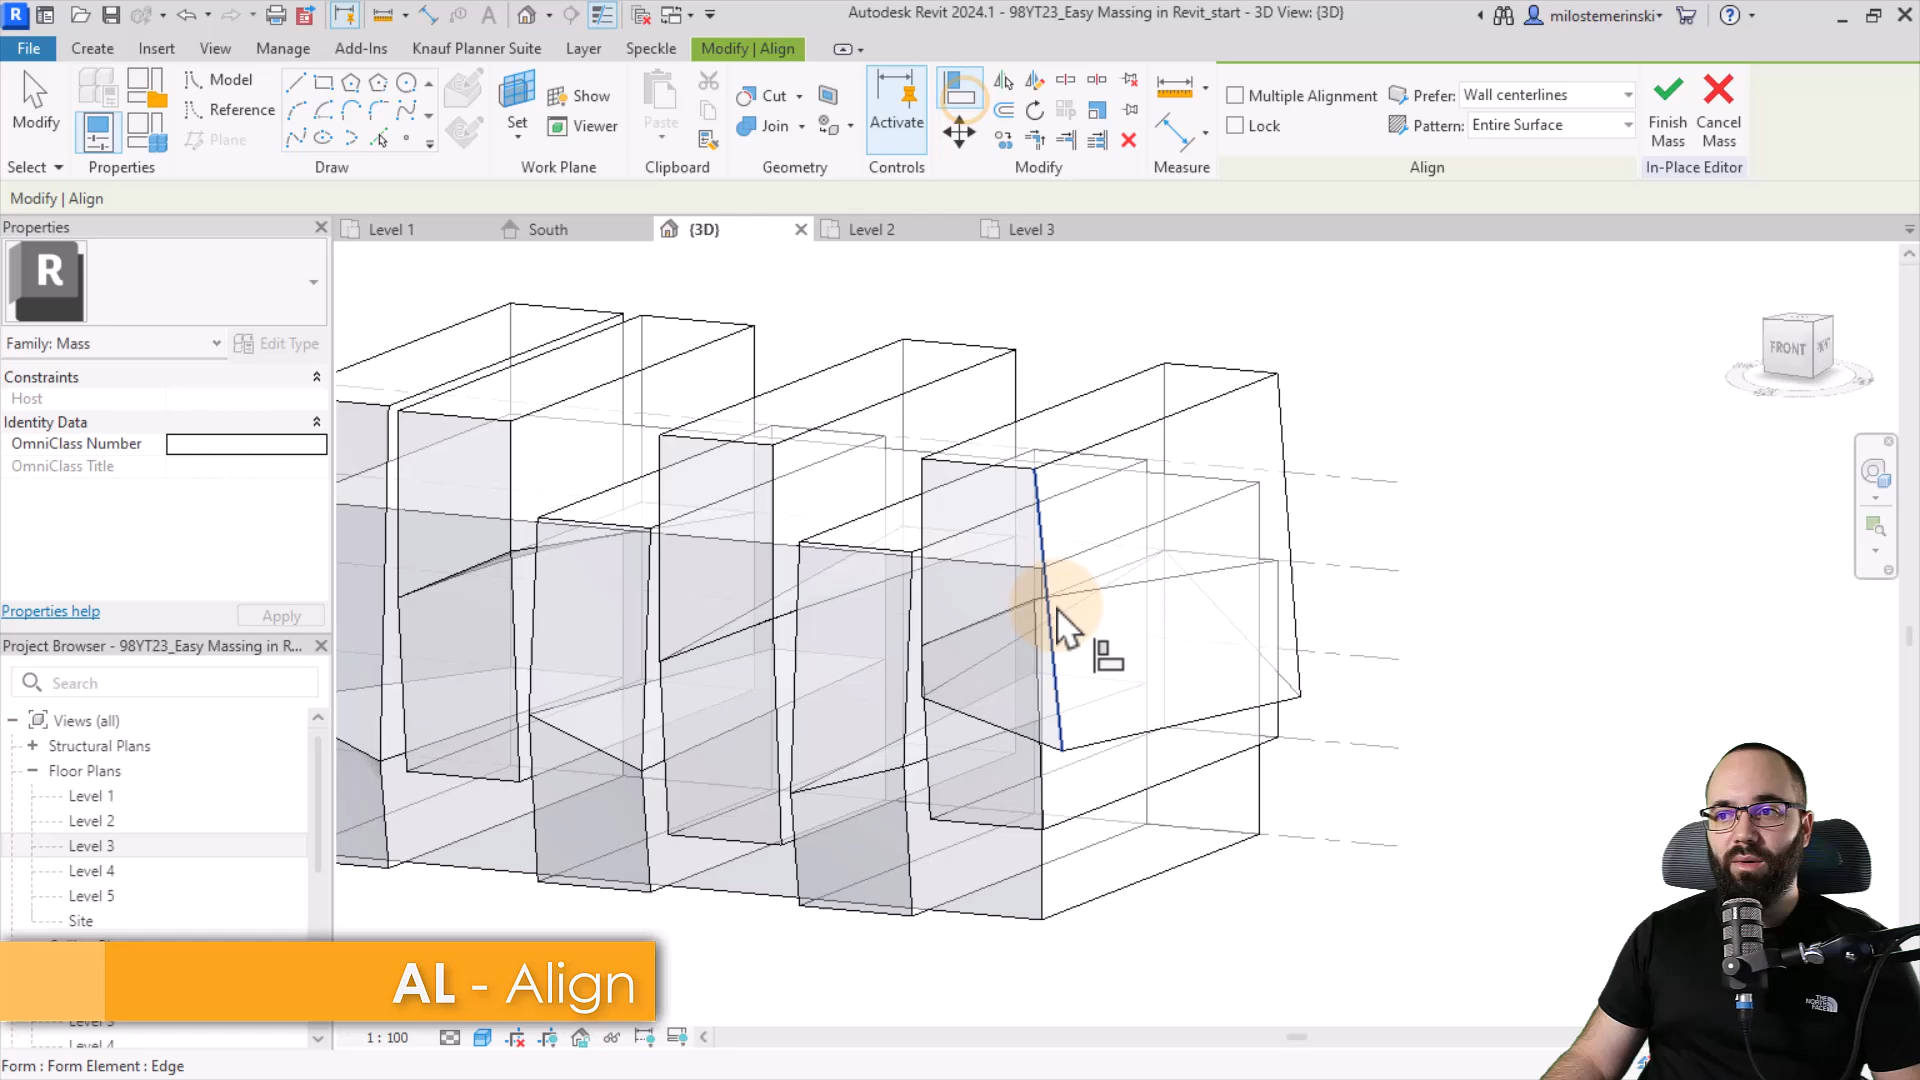 Autodesk Revit 2024.1 - 98YT23_Easy Massing in Revit_start - 3D View: {3D}
milostemerinski
File
Create
Insert
View
Manage
Add-Ins
Knauf Planner Suite
Layer
Speckle
Modify | Align
Modify
Model
Reference
Plane
Set
Show
Viewer
Paste
Cut
Join
Activate
Multiple Alignment
Lock
Prefer: Wall centerlines
Pattern: Entire Surface
Finish Mass
Cancel Mass
Select
Properties
Draw
Work Plane
Clipboard
Geometry
Controls
Modify
Measure
Align
In-Place Editor
Modify | Align
Properties
Level 1
South
{3D}
Level 2
Level 3
R
Family: Mass
Edit Type
Constraints
Host
Identity Data
OmniClass Number
OmniClass Title
Properties help
Apply
Project Browser - 98YT23_Easy Massing in R...
Search
Views (all)
Structural Plans
Floor Plans
Level 1
Level 2
Level 3
Level 4
Level 5
Site
AL - Align
FRONT
THE NORTH FACE
1 : 100
Form : Form Element : Edge